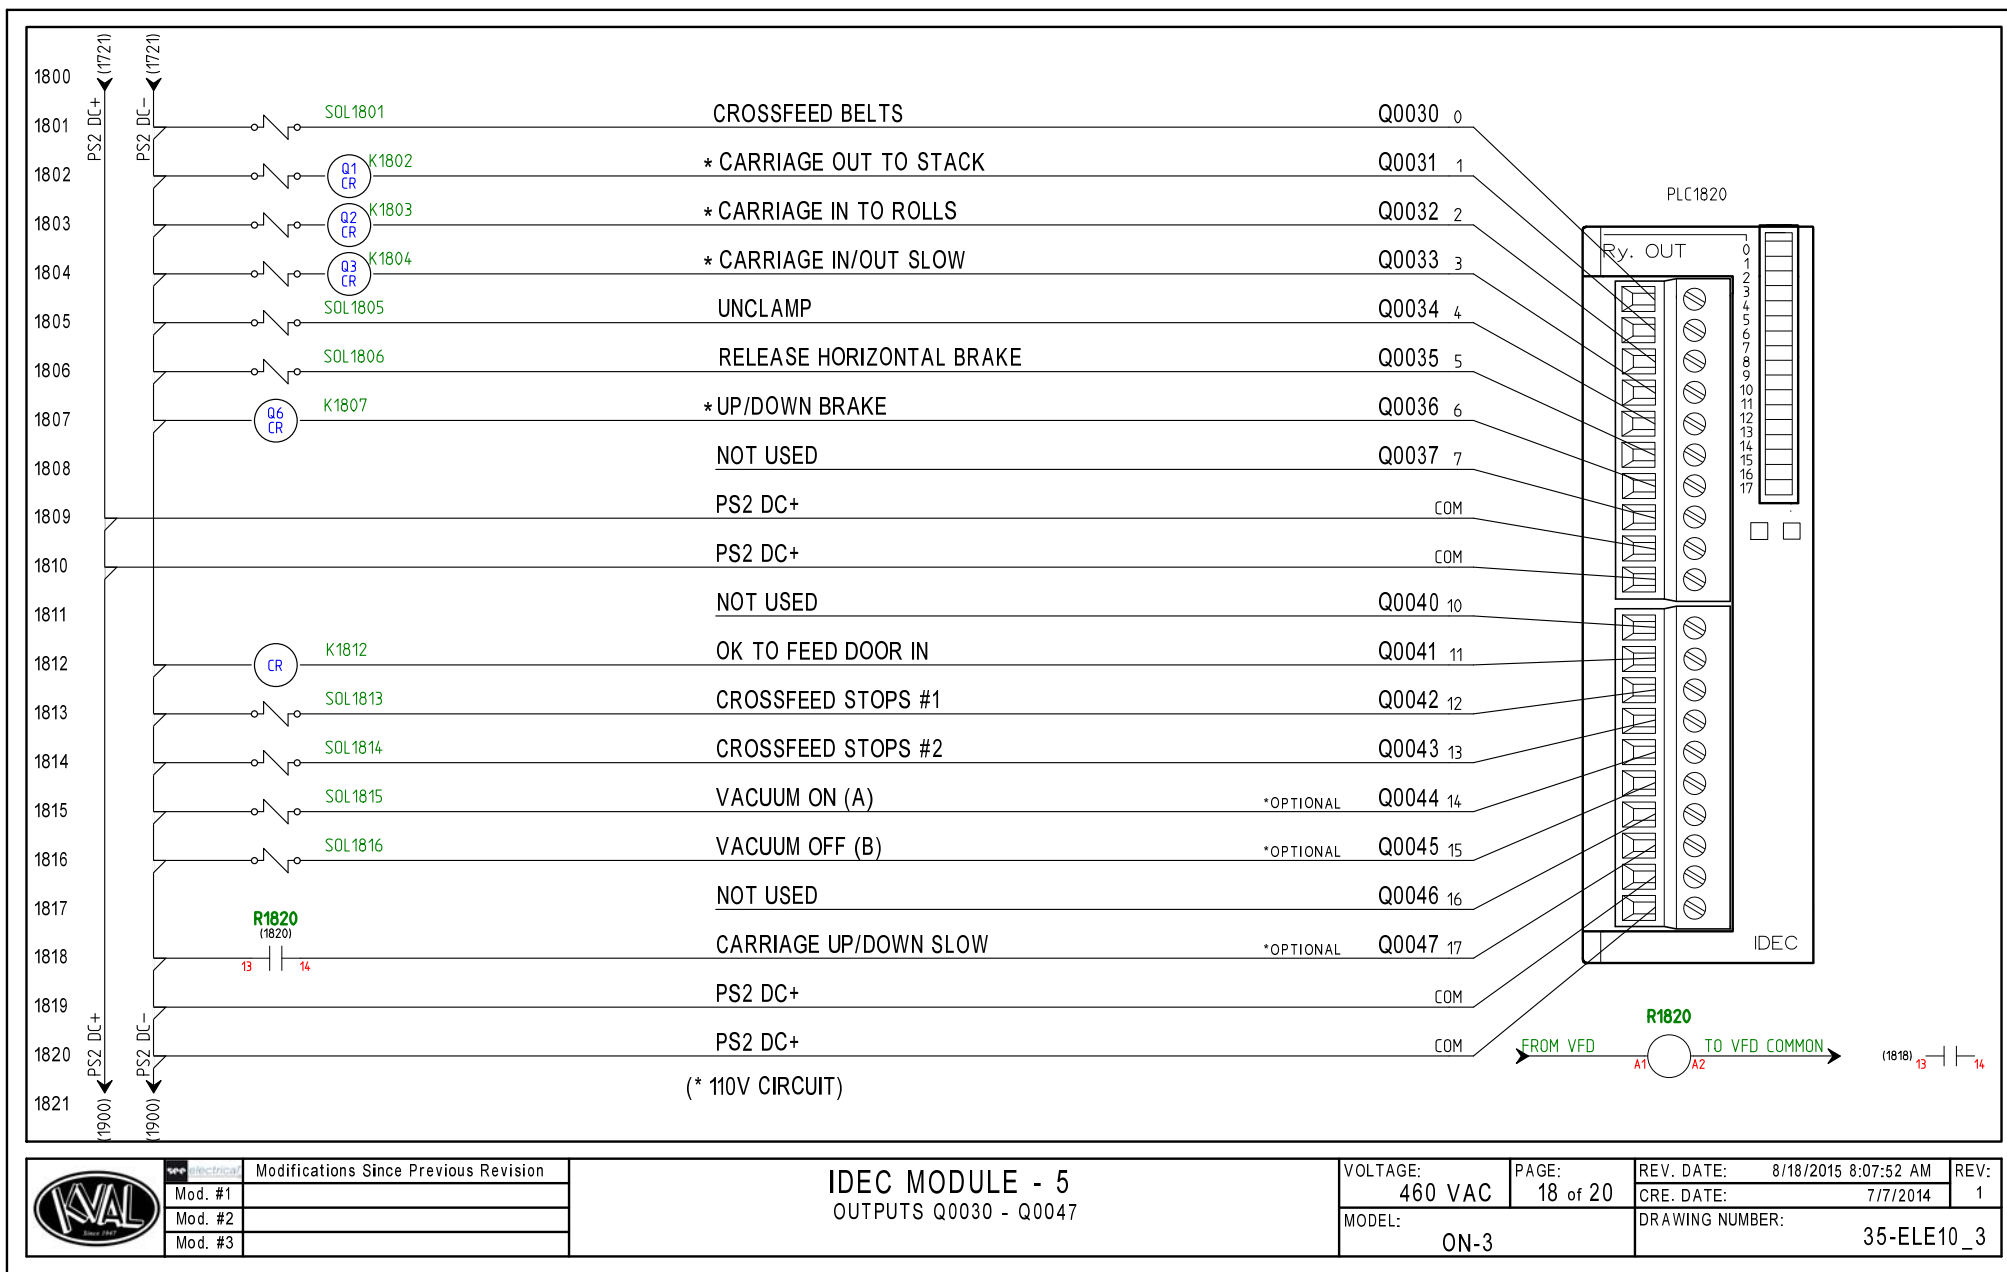 (1721) (1721)
PS2 DC+ PS2 DC-
1800
1801 SOL1801 CROSSFEED BELTS Q0030 0
1802 Q1 CR K1802 * CARRIAGE OUT TO STACK Q0031 1
1803 Q2 CR K1803 * CARRIAGE IN TO ROLLS Q0032 2
1804 Q3 CR K1804 * CARRIAGE IN/OUT SLOW Q0033 3
1805 SOL1805 UNCLAMP Q0034 4
1806 SOL1806 RELEASE HORIZONTAL BRAKE Q0035 5
1807 Q6 CR K1807 * UP/DOWN BRAKE Q0036 6
1808 NOT USED Q0037 7
1809 PS2 DC+ COM
1810 PS2 DC+ COM
1811 NOT USED Q0040 10
1812 CR K1812 OK TO FEED DOOR IN Q0041 11
1813 SOL1813 CROSSFEED STOPS #1 Q0042 12
1814 SOL1814 CROSSFEED STOPS #2 Q0043 13
1815 SOL1815 VACUUM ON (A) *OPTIONAL Q0044 14
1816 SOL1816 VACUUM OFF (B) *OPTIONAL Q0045 15
1817 NOT USED Q0046 16
R1820
(1820)
1818 13 14 CARRIAGE UP/DOWN SLOW *OPTIONAL Q0047 17
1819 PS2 DC+ COM
1820 PS2 DC+ COM
(* 110V CIRCUIT)
1821
PS2 DC+ PS2 DC-
(1900) (1900)
PLC1820
Ry. OUT
0
1
2
3
4
5
6
7
8
9
10
11
12
13
14
15
16
17
IDEC
R1820
FROM VFD A1 A2 TO VFD COMMON (1818) 13 14
KVAL
Since 1947
see electrical
Modifications Since Previous Revision
Mod. #1
Mod. #2
Mod. #3
IDEC MODULE - 5
OUTPUTS Q0030 - Q0047
VOLTAGE:
460 VAC
PAGE:
18 of 20
REV. DATE: 8/18/2015 8:07:52 AM
CRE. DATE: 7/7/2014
REV:
1
MODEL:
ON-3
DRAWING NUMBER:
35-ELE10_3